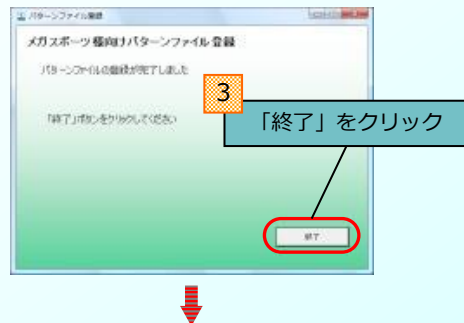 パターンファイル登録
メガスポーツ様向けパターンファイル登録
パターンファイルの登録が完了しました
3
「終了」をクリック
「終了」ボタンをクリックしてください
終了